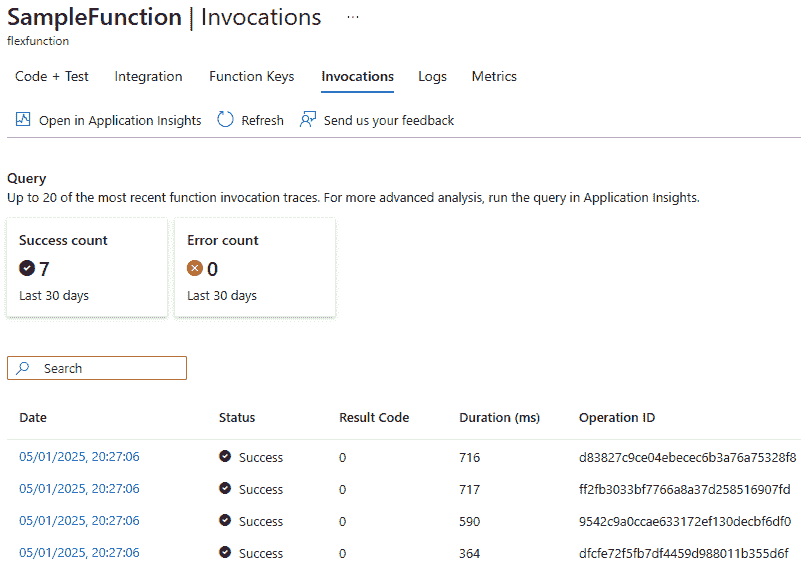 SampleFunction | Invocations ...
flexfunction
Code + Test Integration Function Keys Invocations Logs Metrics
Open in Application Insights Refresh Send us your feedback
Query
Up to 20 of the most recent function invocation traces. For more advanced analysis, run the query in Application Insights.
Success count Error count
7 0
Last 30 days Last 30 days
Search
Date Status Result Code Duration (ms) Operation ID
05/01/2025, 20:27:06 Success 0 716 d83827c9ce04ebecec6b3a76a75328f8
05/01/2025, 20:27:06 Success 0 717 ff2fb3033bf7766a8a37d258516907fd
05/01/2025, 20:27:06 Success 0 590 9542c9a0ccae633172ef130decbf6df0
05/01/2025, 20:27:06 Success 0 364 dfcfe72f5fb7df4459d988011b355d6f